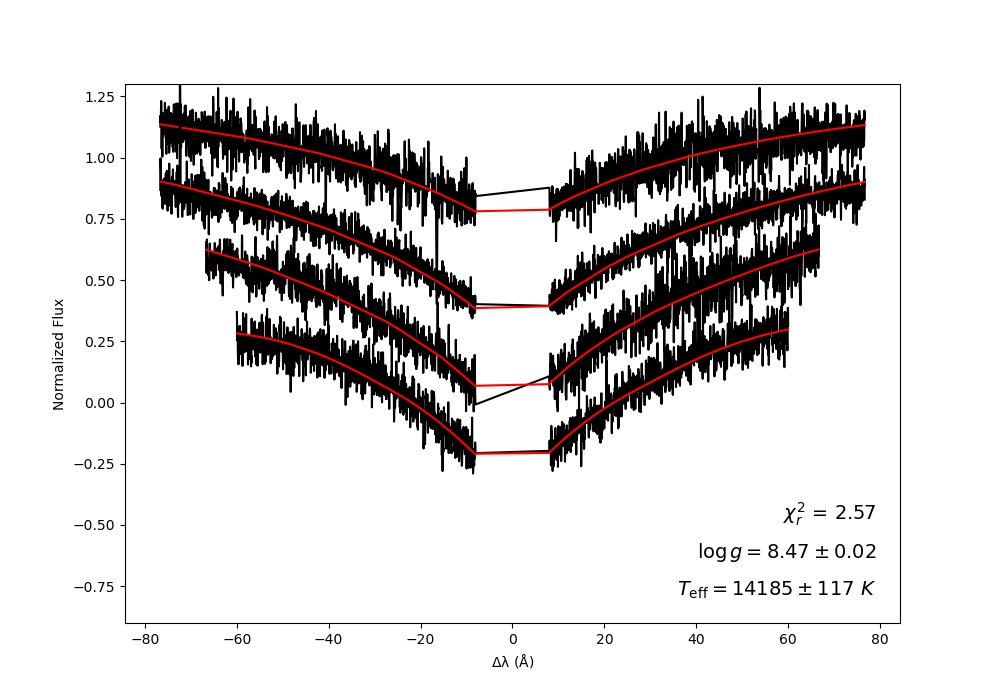 1.25
1.00
0.75
0.50
0.25
0.00
−0.25
−0.50
−0.75
Normalized Flux
χ²ᵣ = 2.57
log g = 8.47 ± 0.02
T_eff = 14185 ± 117 K
−80 −60 −40 −20 0 20 40 60 80
Δλ (Å)